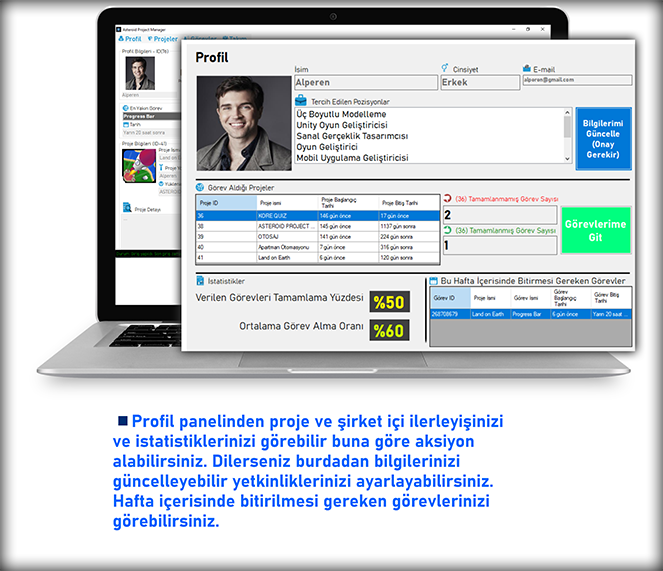 Asteroid Project Manager
Profil
Projeler
Profil Bilgileri - ID(76)
Alperen
En Yakın Görev
Progress Bar
Tarih
Yarın 20 saat sonra
Proje Bilgileri (ID-41)
Proje İsmi
Land on
Alperen
ASTEROID
Proje Detayı
Profil
İsim
Alperen
Cinsiyet
Erkek
E-mail
alperen@gmail.com
Tercih Edilen Pozisyonlar
Üç Boyutlu Modelleme
Unity Oyun Geliştiricisi
Sanal Gerçeklik Tasarımcısı
Oyun Geliştirici
Mobil Uygulama Geliştiricisi
Bilgilerimi
Güncelle
(Onay
Gerekir)
Görev Aldığı Projeler
Proje ID Proje ismi Proje Başlangıç Tarihi Proje Bitiş Tarihi
36 KORE QUIZ 146 gün önce 17 gün önce
38 ASTEROID PROJECT ... 145 gün önce 1137 gün sonra
39 OTOSAJ 141 gün önce 224 gün sonra
40 Apartman Otomasyonu 7 gün önce 316 gün sonra
41 Land on Earth 6 gün önce 120 gün sonra
(36) Tamamlanmamış Görev Sayısı
2
(36) Tamamlanmış Görev Sayısı
1
Görevlerime
Git
İstatistikler
Verilen Görevleri Tamamlama Yüzdesi %50
Ortalama Görev Alma Oranı %60
Bu Hafta İçerisinde Bitirmesi Gereken Görevler
Görev ID Proje İsmi Görev İsmi Görev Başlangıç Tarihi Görev Bitiş Tarihi
268708679 Land on Earth Progress Bar 6 gün önce Yarın 20 saat ...
Profil panelinden proje ve şirket içi ilerleyişinizi
ve istatistiklerinizi görebilir buna göre aksiyon
alabilirsiniz. Dilerseniz burdadan bilgilerinizi
güncelleyebilir yetkinliklerinizi ayarlayabilirsiniz.
Hafta içerisinde bitirilmesi gereken görevlerinizi
görebilirsiniz.